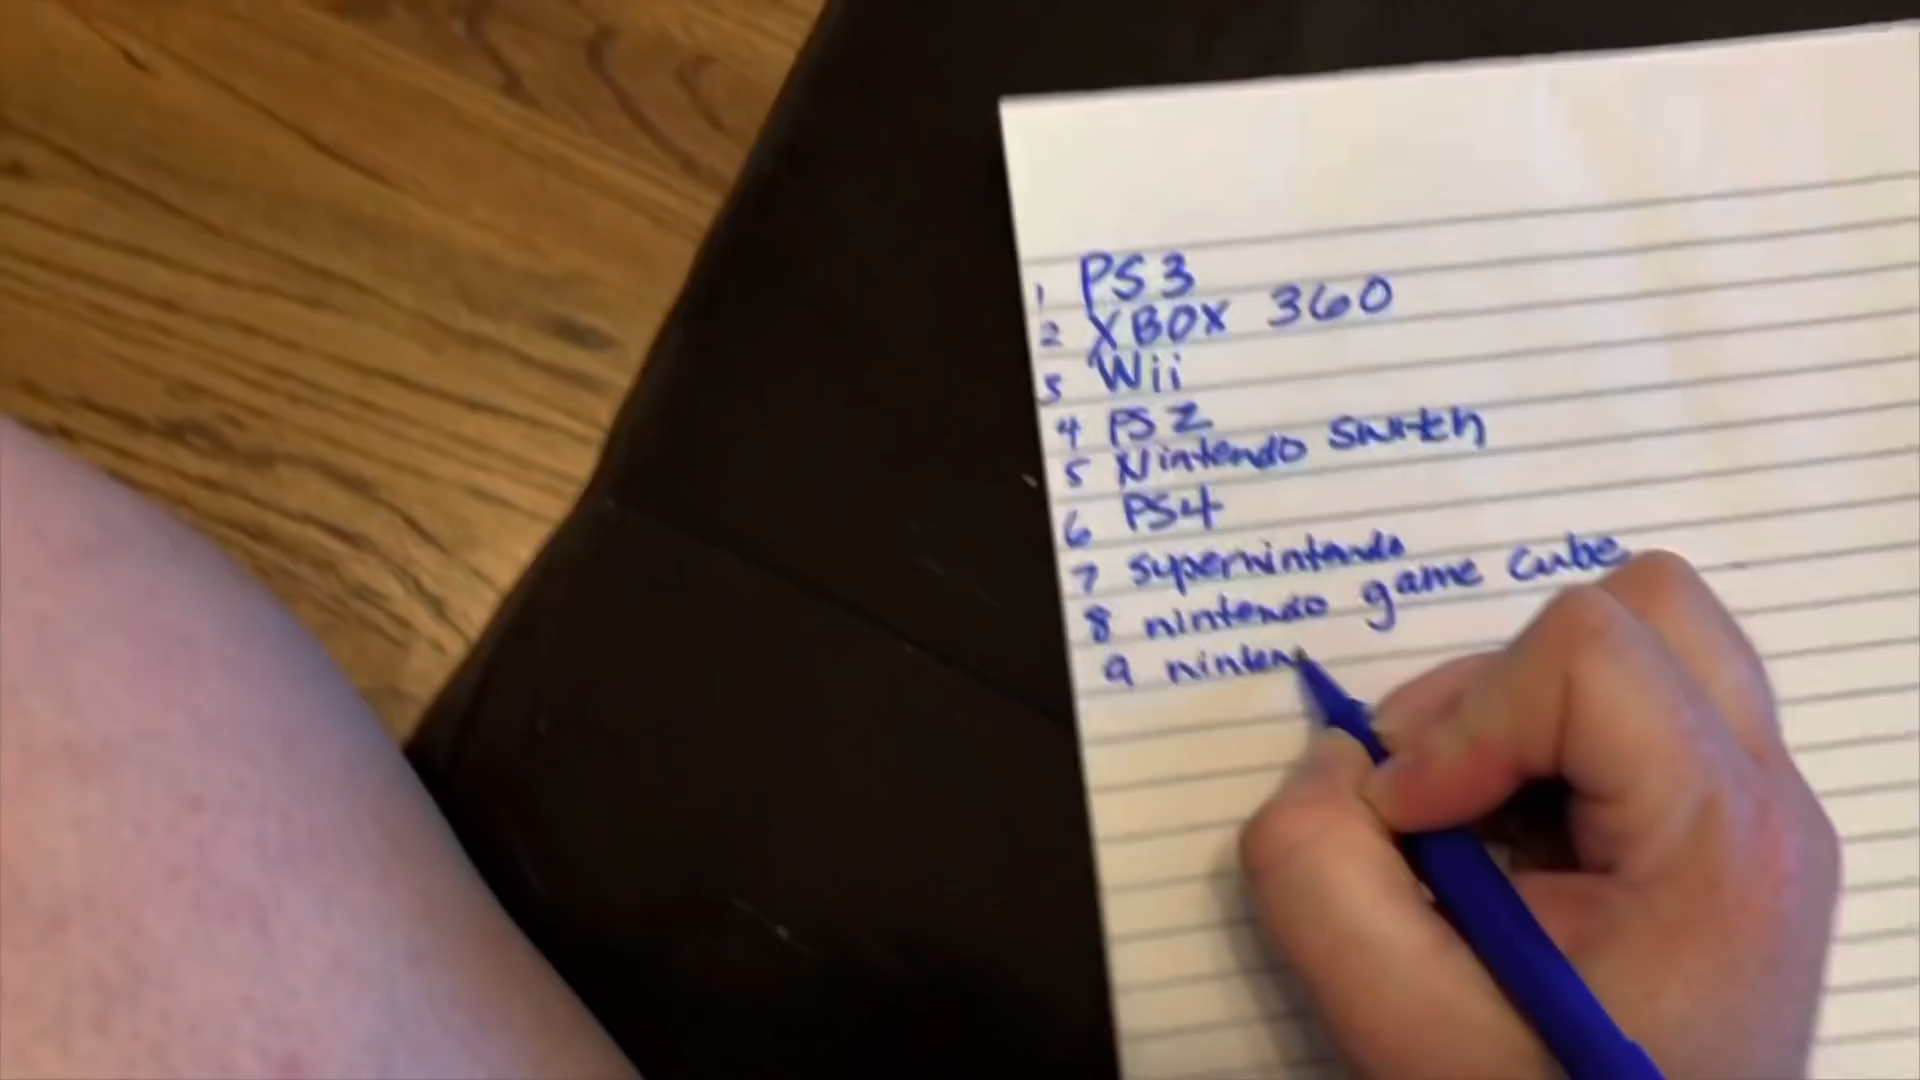 1 PS3
2 XBOX 360
3 Wii
4 PS2
5 Nintendo Switch
6 PS4
7 supernintendo
8 nintendo game cube
9 ninten